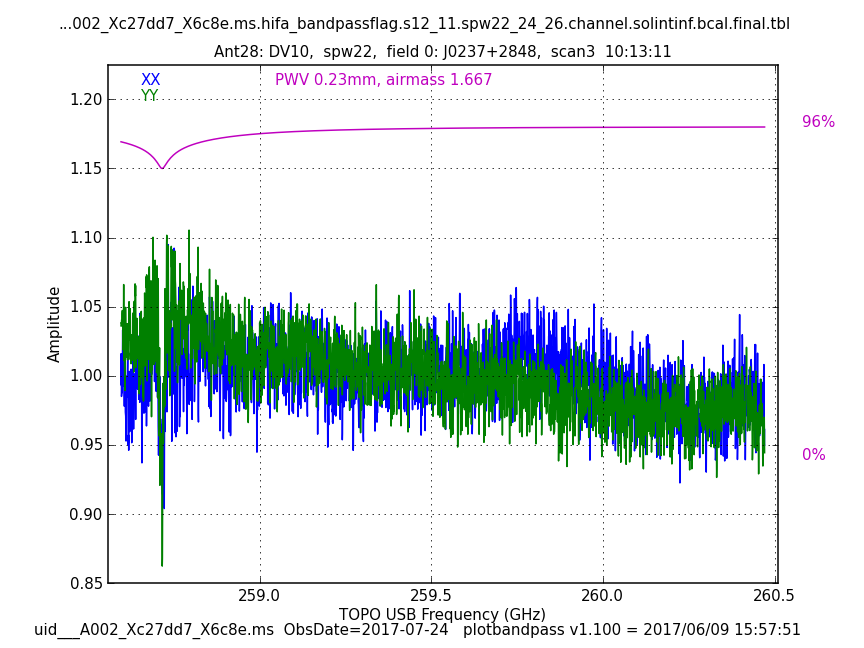 ...002_Xc27dd7_X6c8e.ms.hifa_bandpassflag.s12_11.spw22_24_26.channel.solintinf.bcal.final.tbl
Ant28: DV10,  spw22,  field 0: J0237+2848,  scan3  10:13:11
XX
PWV 0.23mm, airmass 1.667
YY
1.20
96%
1.15
1.10
1.05
Amplitude
1.00
0.95
0%
0.90
0.85
259.0
259.5
260.0
260.5
TOPO USB Frequency (GHz)
uid___A002_Xc27dd7_X6c8e.ms  ObsDate=2017-07-24   plotbandpass v1.100 = 2017/06/09 15:57:51